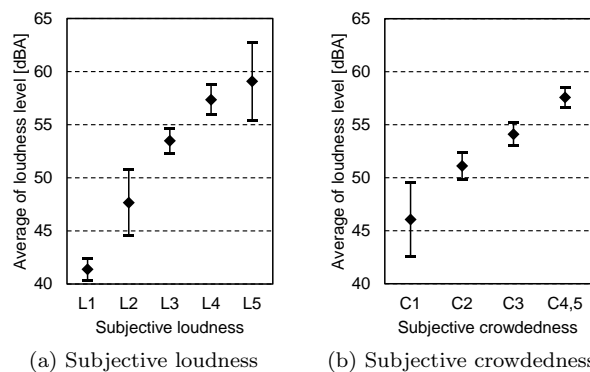 Average of loudness level [dBA]
65
60
55
50
45
40
L1 L2 L3 L4 L5
Subjective loudness
(a) Subjective loudness
Average of loudness level [dBA]
65
60
55
50
45
40
C1 C2 C3 C4,5
Subjective crowdedness
(b) Subjective crowdedness